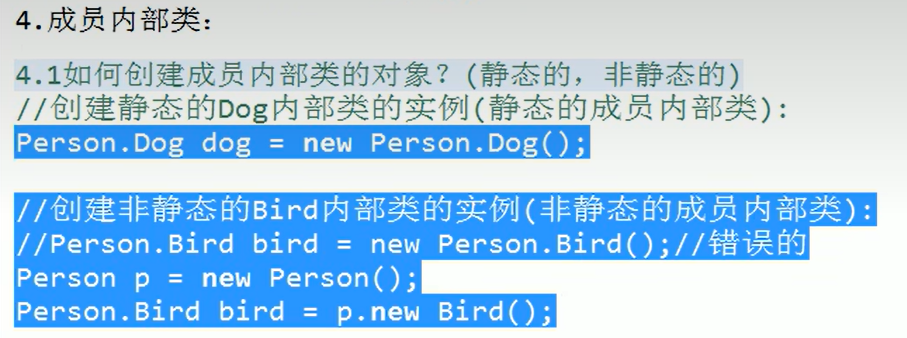 4.成员内部类:
4.1如何创建成员内部类的对象?(静态的，非静态的)
//创建静态的Dog内部类的实例(静态的成员内部类):
Person.Dog dog = new Person.Dog();
//创建非静态的Bird内部类的实例(非静态的成员内部类):
//Person.Bird bird = new Person.Bird();//错误的
Person p = new Person();
Person.Bird bird = p.new Bird();